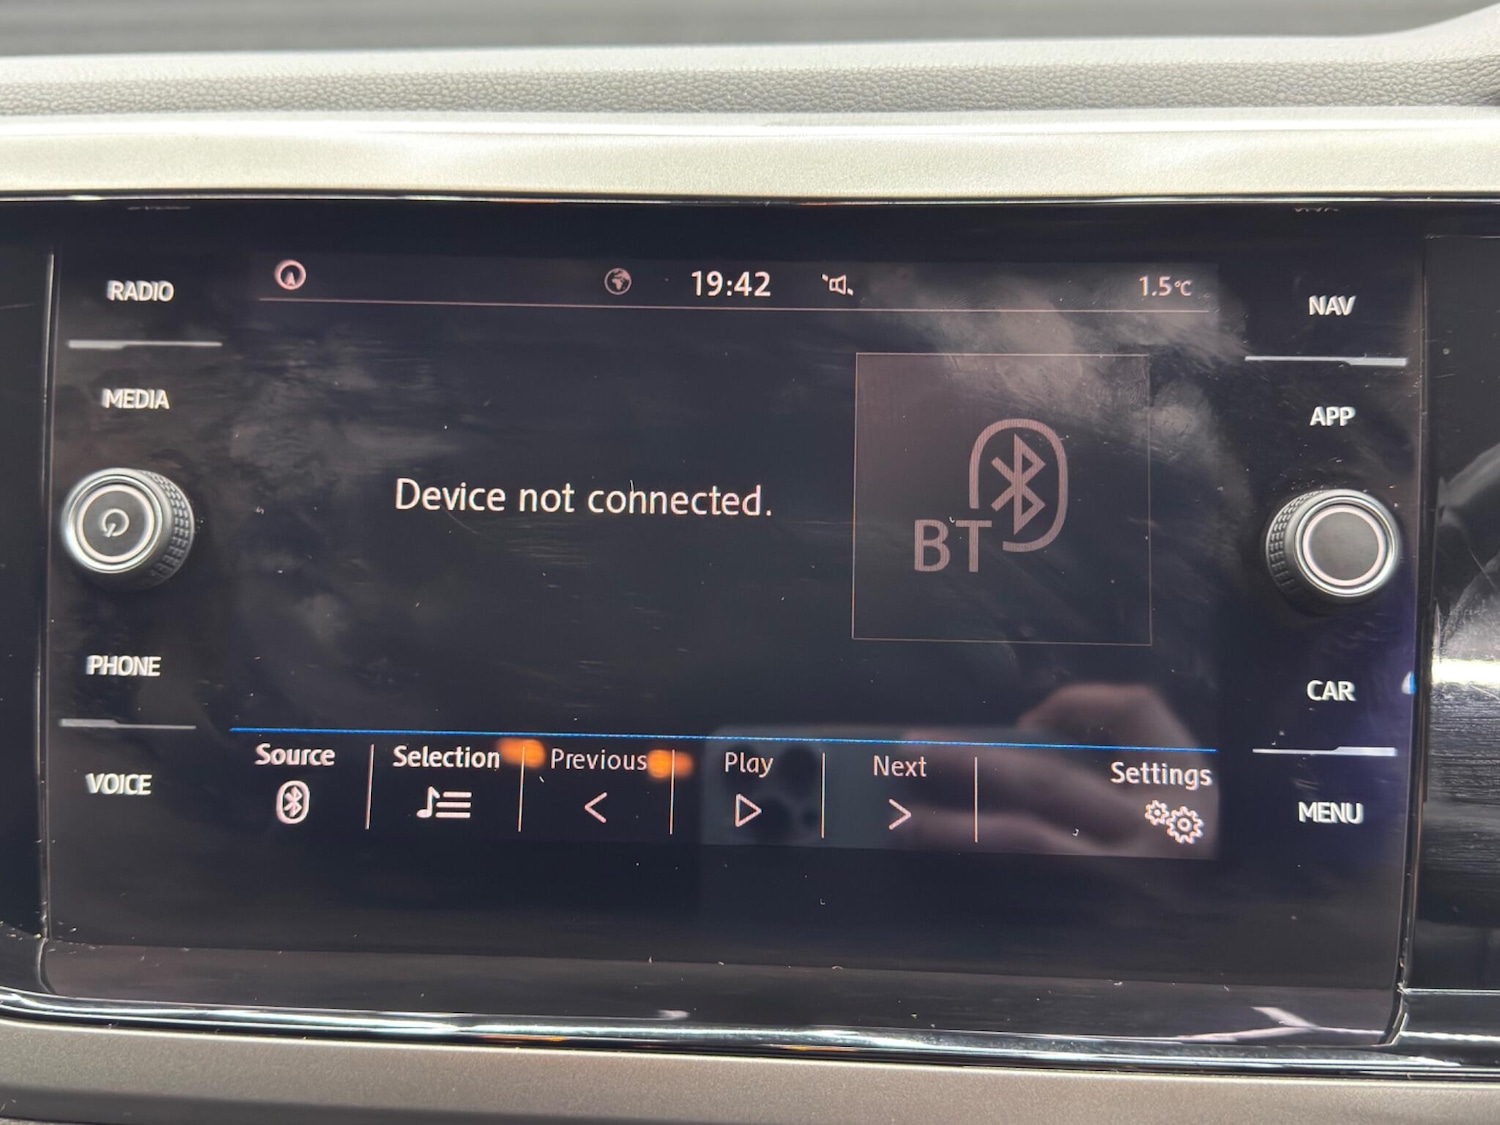 19:42
1.5°C
RADIO
MEDIA
PHONE
VOICE
Device not connected.
BT
NAV
APP
CAR
MENU
Source
Selection
Previous
Play
Next
Settings